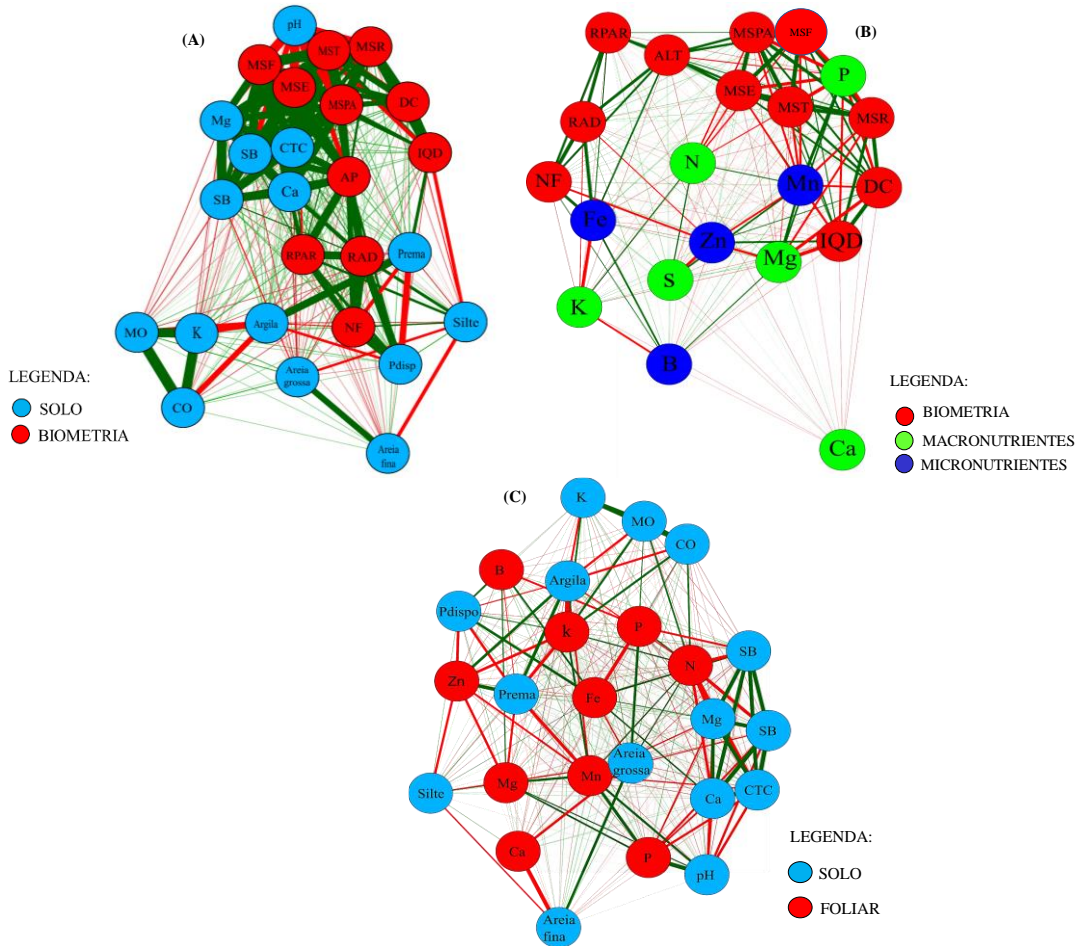 (A)
pH
MST
MSR
MSF
MSE
MSPA
DC
Mg
SB
CTC
IQD
AP
SB
Ca
RPAR
RAD
Prema
MO
K
Argila
NF
Silte
Areia
grossa
Pdisp
CO
Areia
fina
LEGENDA:
SOLO
BIOMETRIA
(B)
RPAR
ALT
MSPA
MSF
P
MSE
MST
MSR
RAD
N
NF
Mn
DC
Fe
Zn
IQD
Mg
S
K
B
Ca
LEGENDA:
BIOMETRIA
MACRONUTRIENTES
MICRONUTRIENTES
(C)
K
MO
CO
B
Argila
Pdispo
k
P
N
SB
Zn
Prema
Fe
Mg
SB
Areia
grossa
Silte
Mg
Mn
Ca
CTC
Ca
P
pH
Areia
fina
LEGENDA:
SOLO
FOLIAR